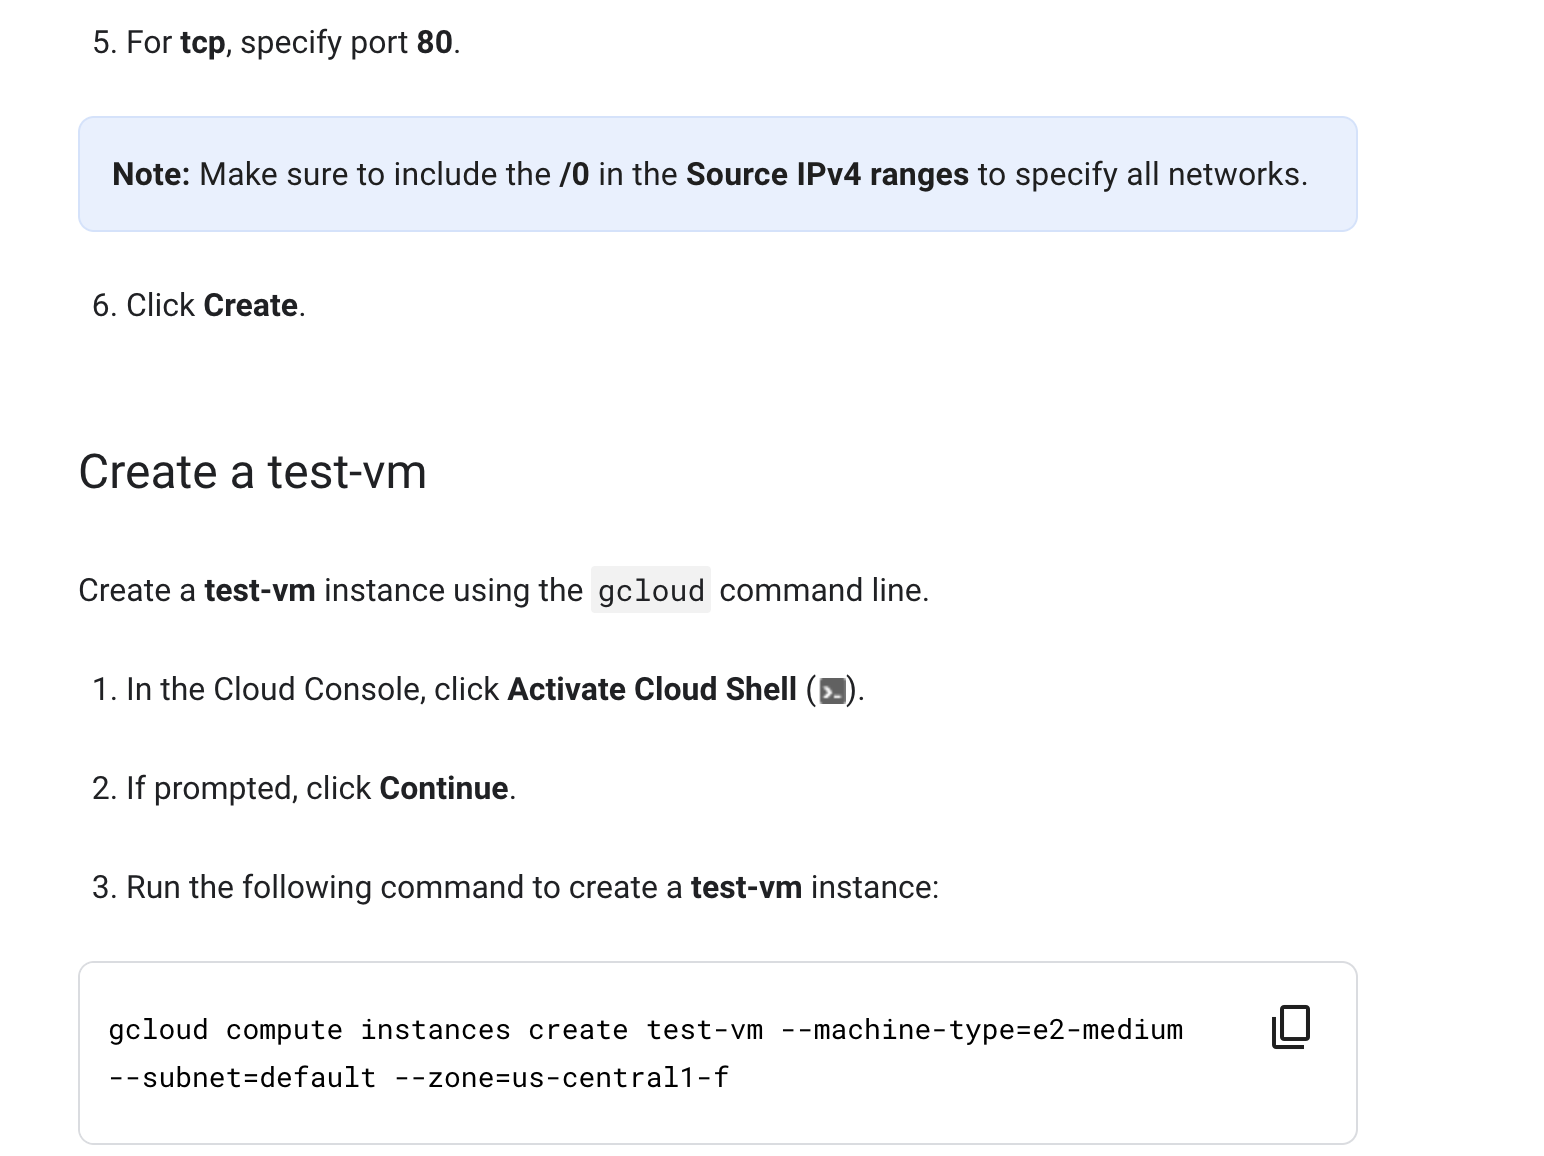 5. For tcp, specify port 80.
Note: Make sure to include the /0 in the Source IPv4 ranges to specify all networks.
6. Click Create.
Create a test-vm
Create a test-vm instance using the gcloud command line.
1. In the Cloud Console, click Activate Cloud Shell (>_).
2. If prompted, click Continue.
3. Run the following command to create a test-vm instance:
gcloud compute instances create test-vm --machine-type=e2-medium
--subnet=default --zone=us-central1-f